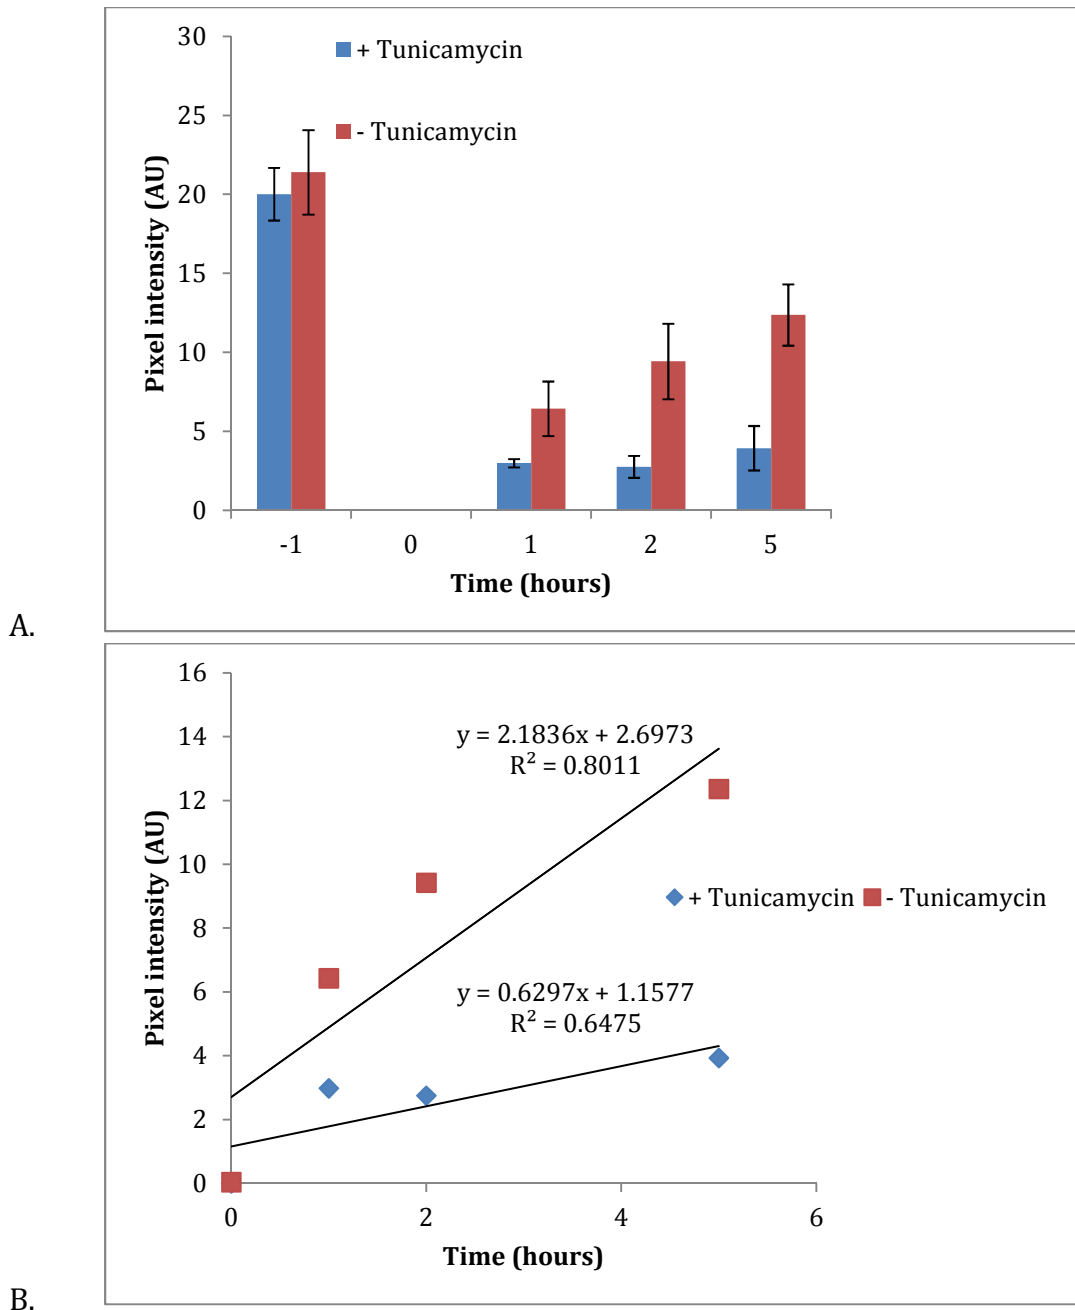 30
25
20
15
10
5
0
Pixel intensity (AU)
+ Tunicamycin
- Tunicamycin
-1 0 1 2 5
Time (hours)
A.
16
14
12
10
8
6
4
2
0
Pixel intensity (AU)
y = 2.1836x + 2.6973
R² = 0.8011
+ Tunicamycin - Tunicamycin
y = 0.6297x + 1.1577
R² = 0.6475
0 2 4 6
Time (hours)
B.